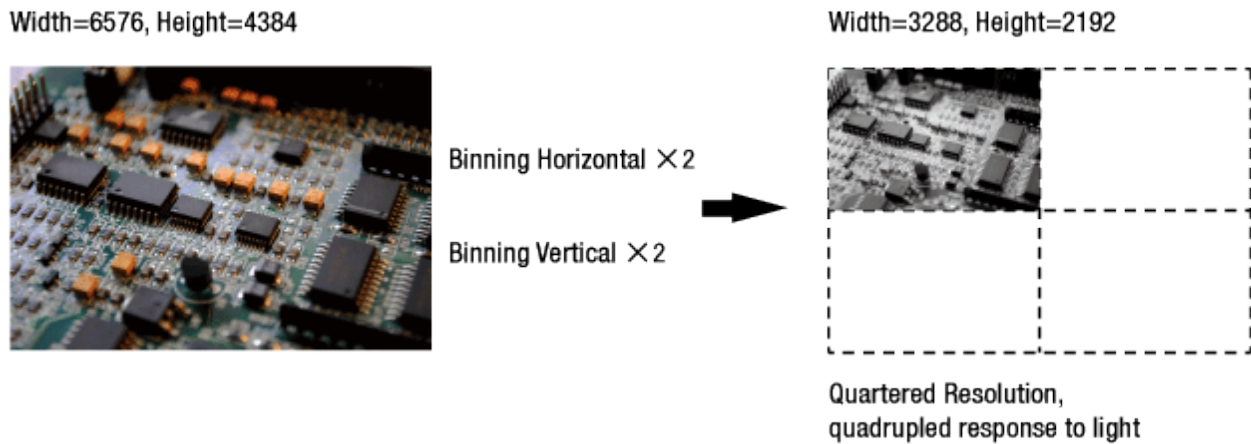 Width=6576, Height=4384
Width=3288, Height=2192
Binning Horizontal ×2
Binning Vertical ×2
Quartered Resolution,
quadrupled response to light